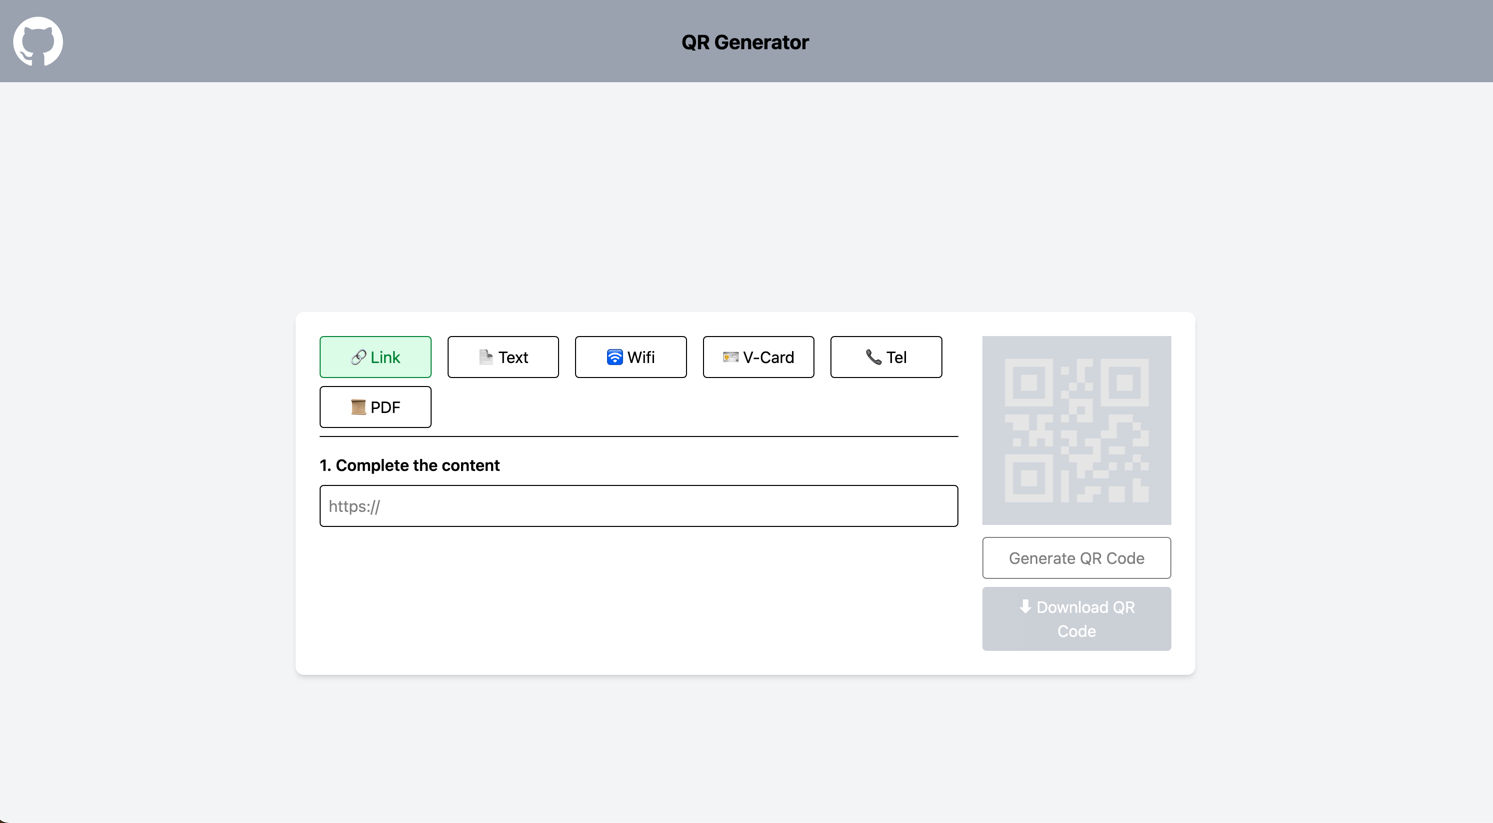 QR Generator
🔗 Link
📄 Text
🛜 Wifi
🪪 V-Card
📞 Tel
📜 PDF
1. Complete the content
https://
Generate QR Code
⬇ Download QR
Code